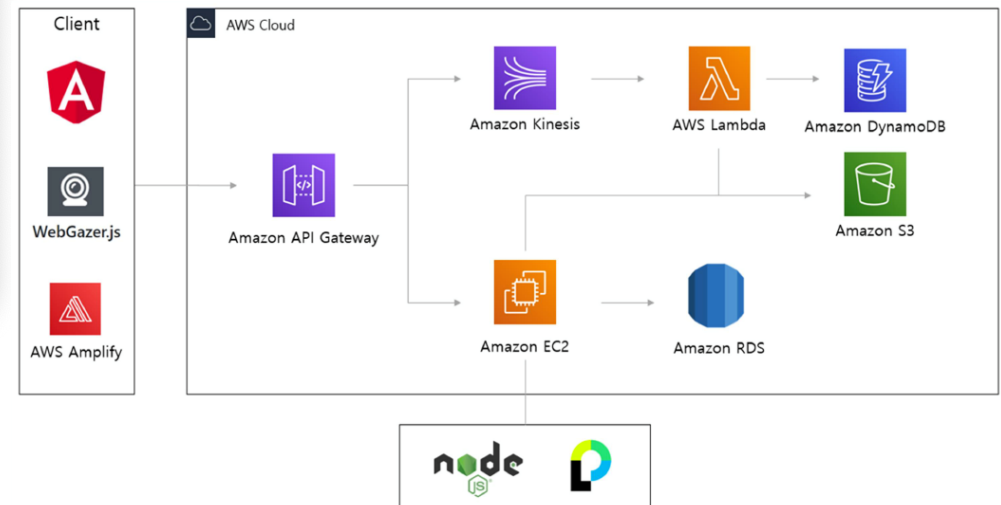 Client
WebGazer.js
AWS Amplify
AWS Cloud
Amazon API Gateway
Amazon Kinesis
AWS Lambda
Amazon DynamoDB
Amazon S3
Amazon EC2
Amazon RDS
node
JS